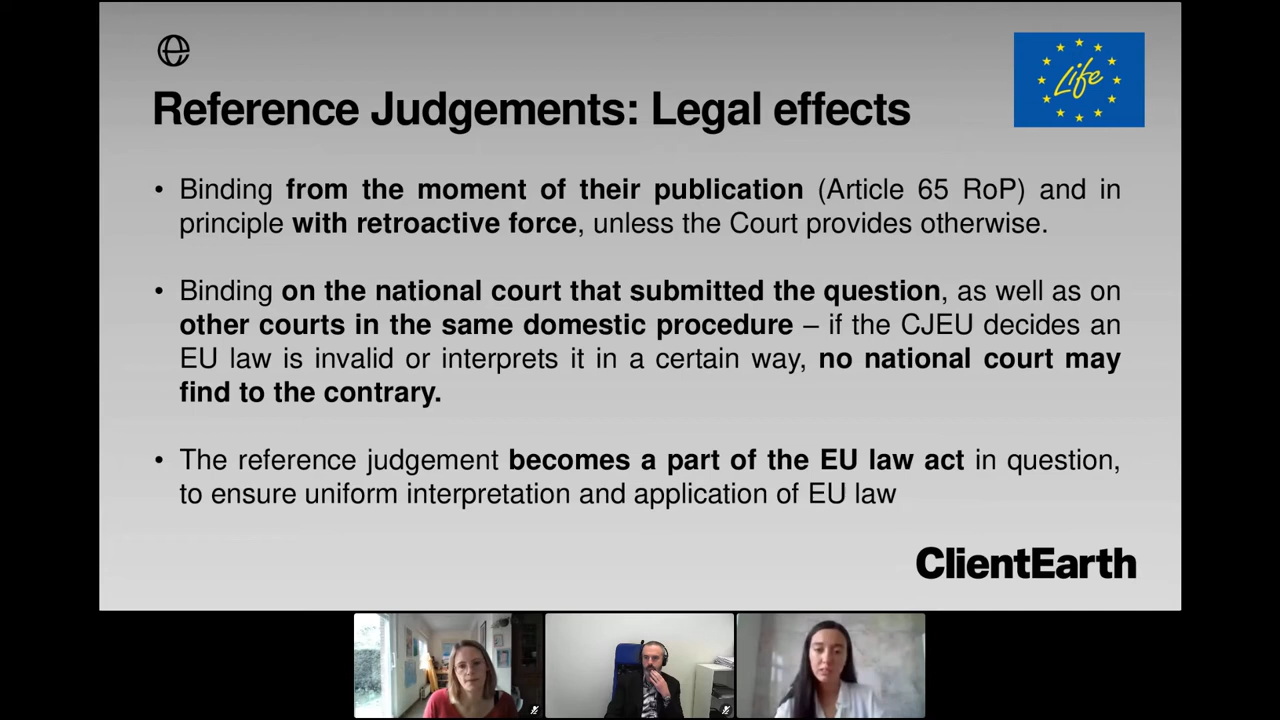 Reference Judgements: Legal effects
Life
• Binding from the moment of their publication (Article 65 RoP) and in
principle with retroactive force, unless the Court provides otherwise.
• Binding on the national court that submitted the question, as well as on
other courts in the same domestic procedure – if the CJEU decides an
EU law is invalid or interprets it in a certain way, no national court may
find to the contrary.
• The reference judgement becomes a part of the EU law act in question,
to ensure uniform interpretation and application of EU law
ClientEarth